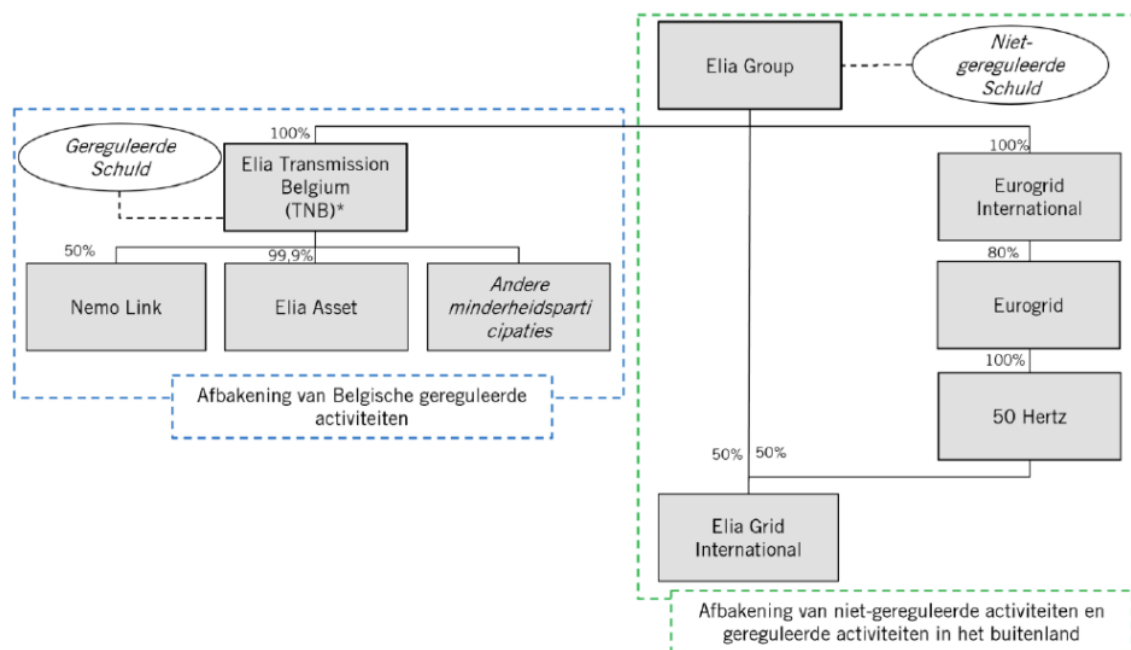 Elia Group
Niet-
gereguleerde
Schuld
100%
100%
Gereguleerde
Schuld
Elia Transmission
Belgium
(TNB)*
Eurogrid
International
50%
99,9%
80%
Nemo Link
Elia Asset
Andere
minderheidsparti
cipaties
Eurogrid
100%
Afbakening van Belgische gereguleerde
activiteiten
50 Hertz
50%
50%
Elia Grid
International
Afbakening van niet-gereguleerde activiteiten en
gereguleerde activiteiten in het buitenland